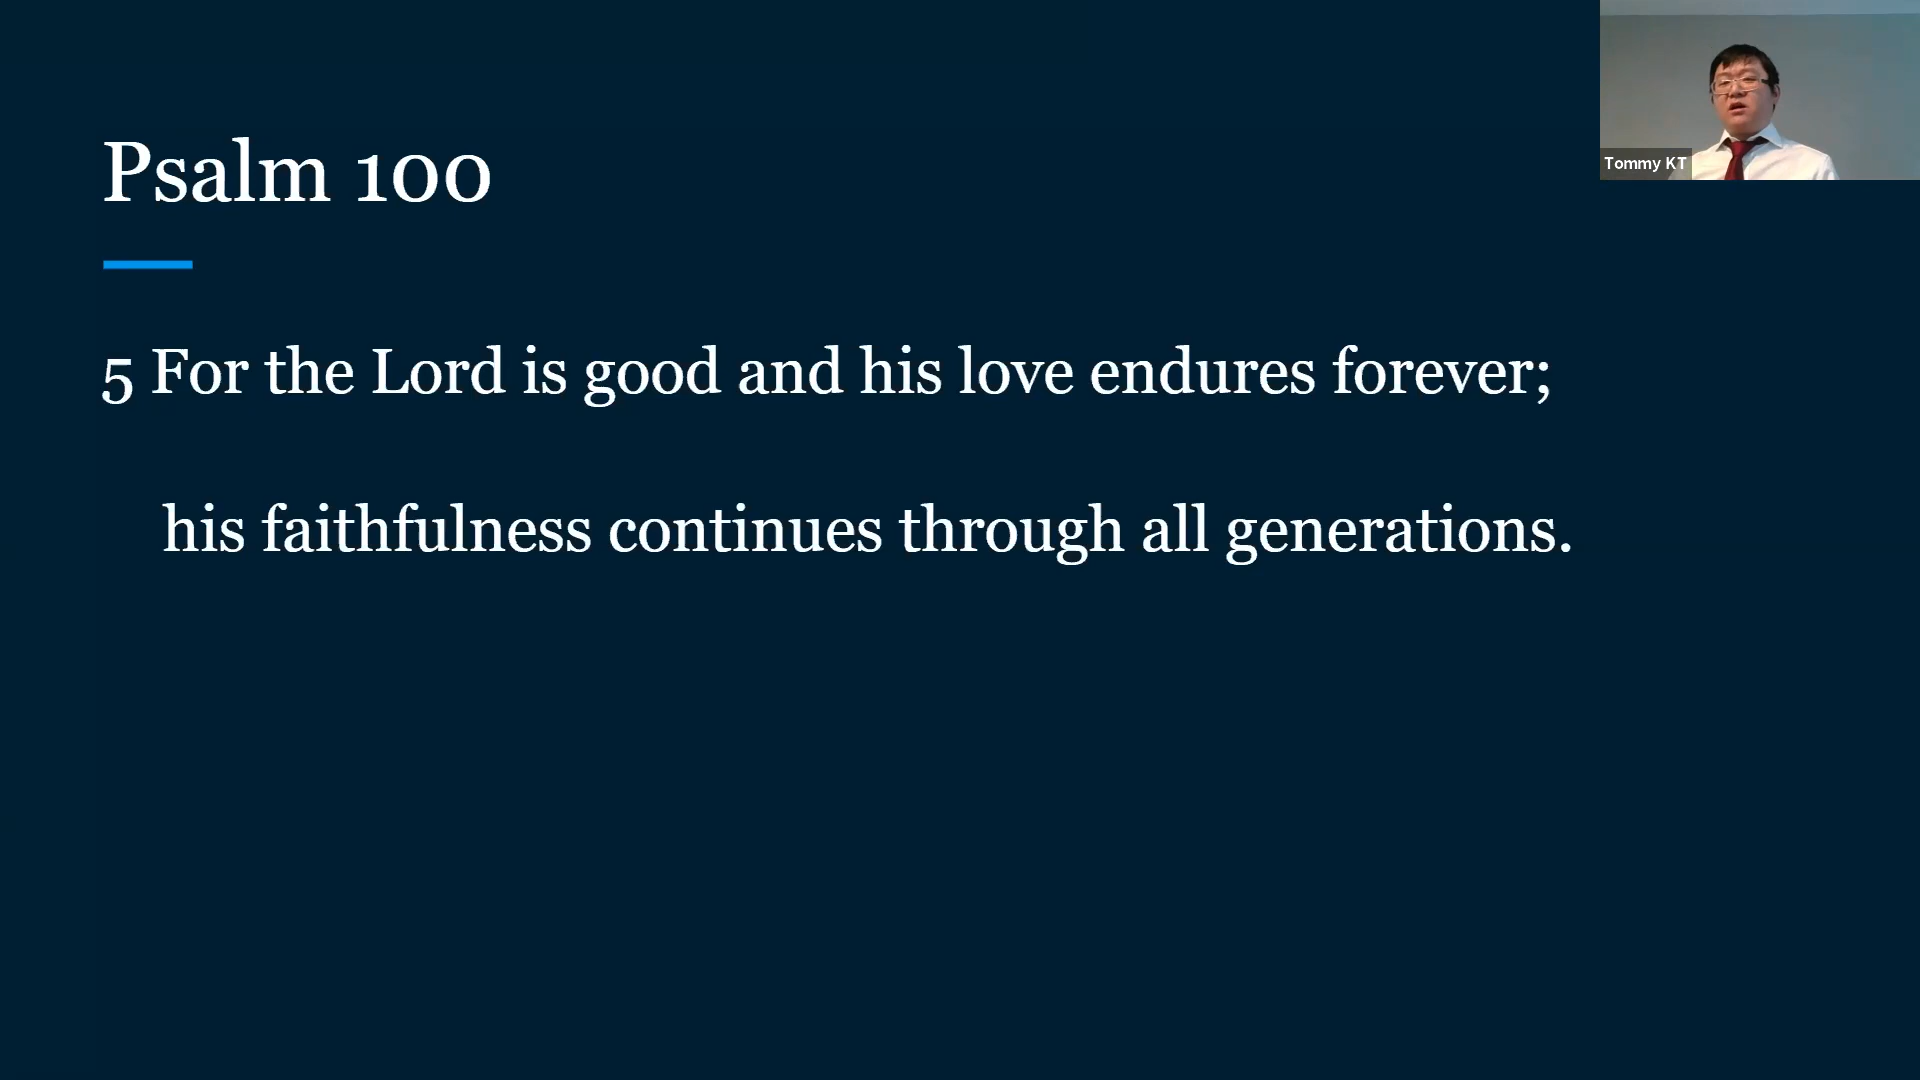 Psalm 100
Tommy KT
5 For the Lord is good and his love endures forever;
his faithfulness continues through all generations.